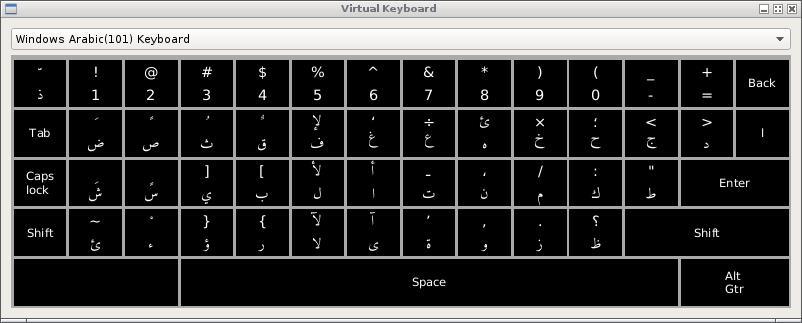 Virtual Keyboard
Windows Arabic(101) Keyboard
ّ ! @ # $ % ^ & * ) ( _ +
ذ 1 2 3 4 5 6 7 8 9 0 - = Back
Tab َ ً ُ ٌ لإ ‘ ÷ × ؛ < >
ض ص ث ق ف غ ع ه خ ح ج د |
Caps lock ] [ لأ أ ـ ، / : "
ي ب ل ا ت ن م ك ط Enter
Shift ~ ْ } { لآ آ ’ , . ؟
ئ ء ؤ ر لا ى ة و ز ظ Shift
Space Alt Gtr